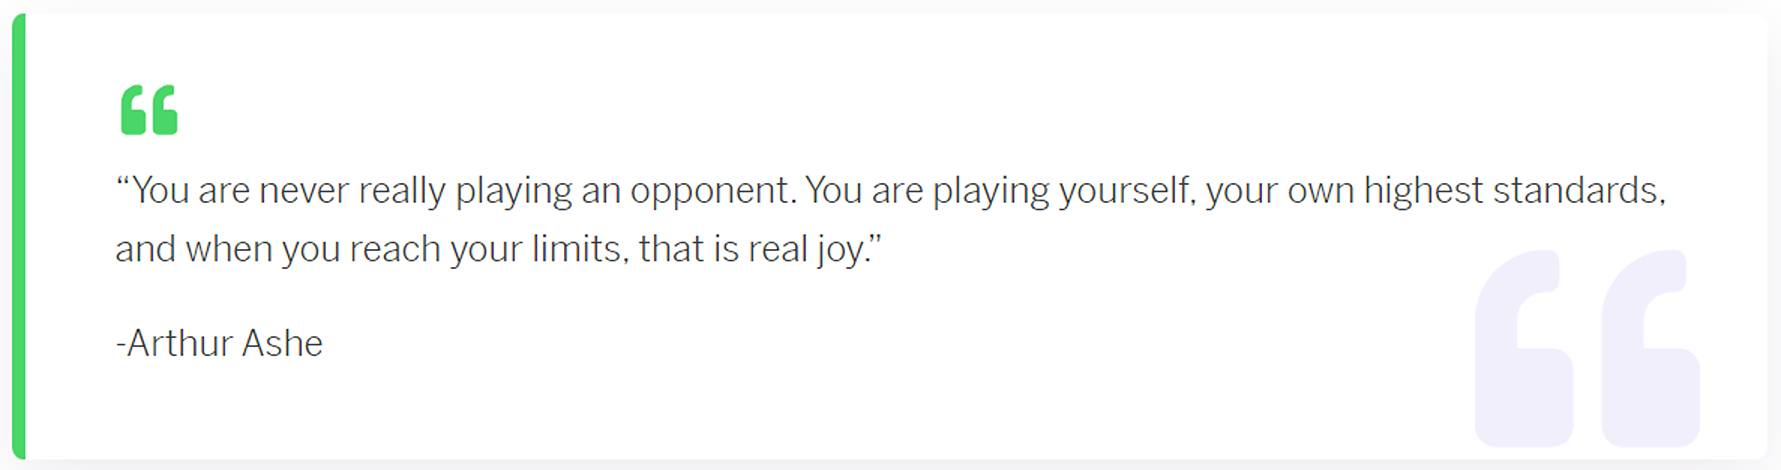 “You are never really playing an opponent. You are playing yourself, your own highest standards,
and when you reach your limits, that is real joy.”
-Arthur Ashe